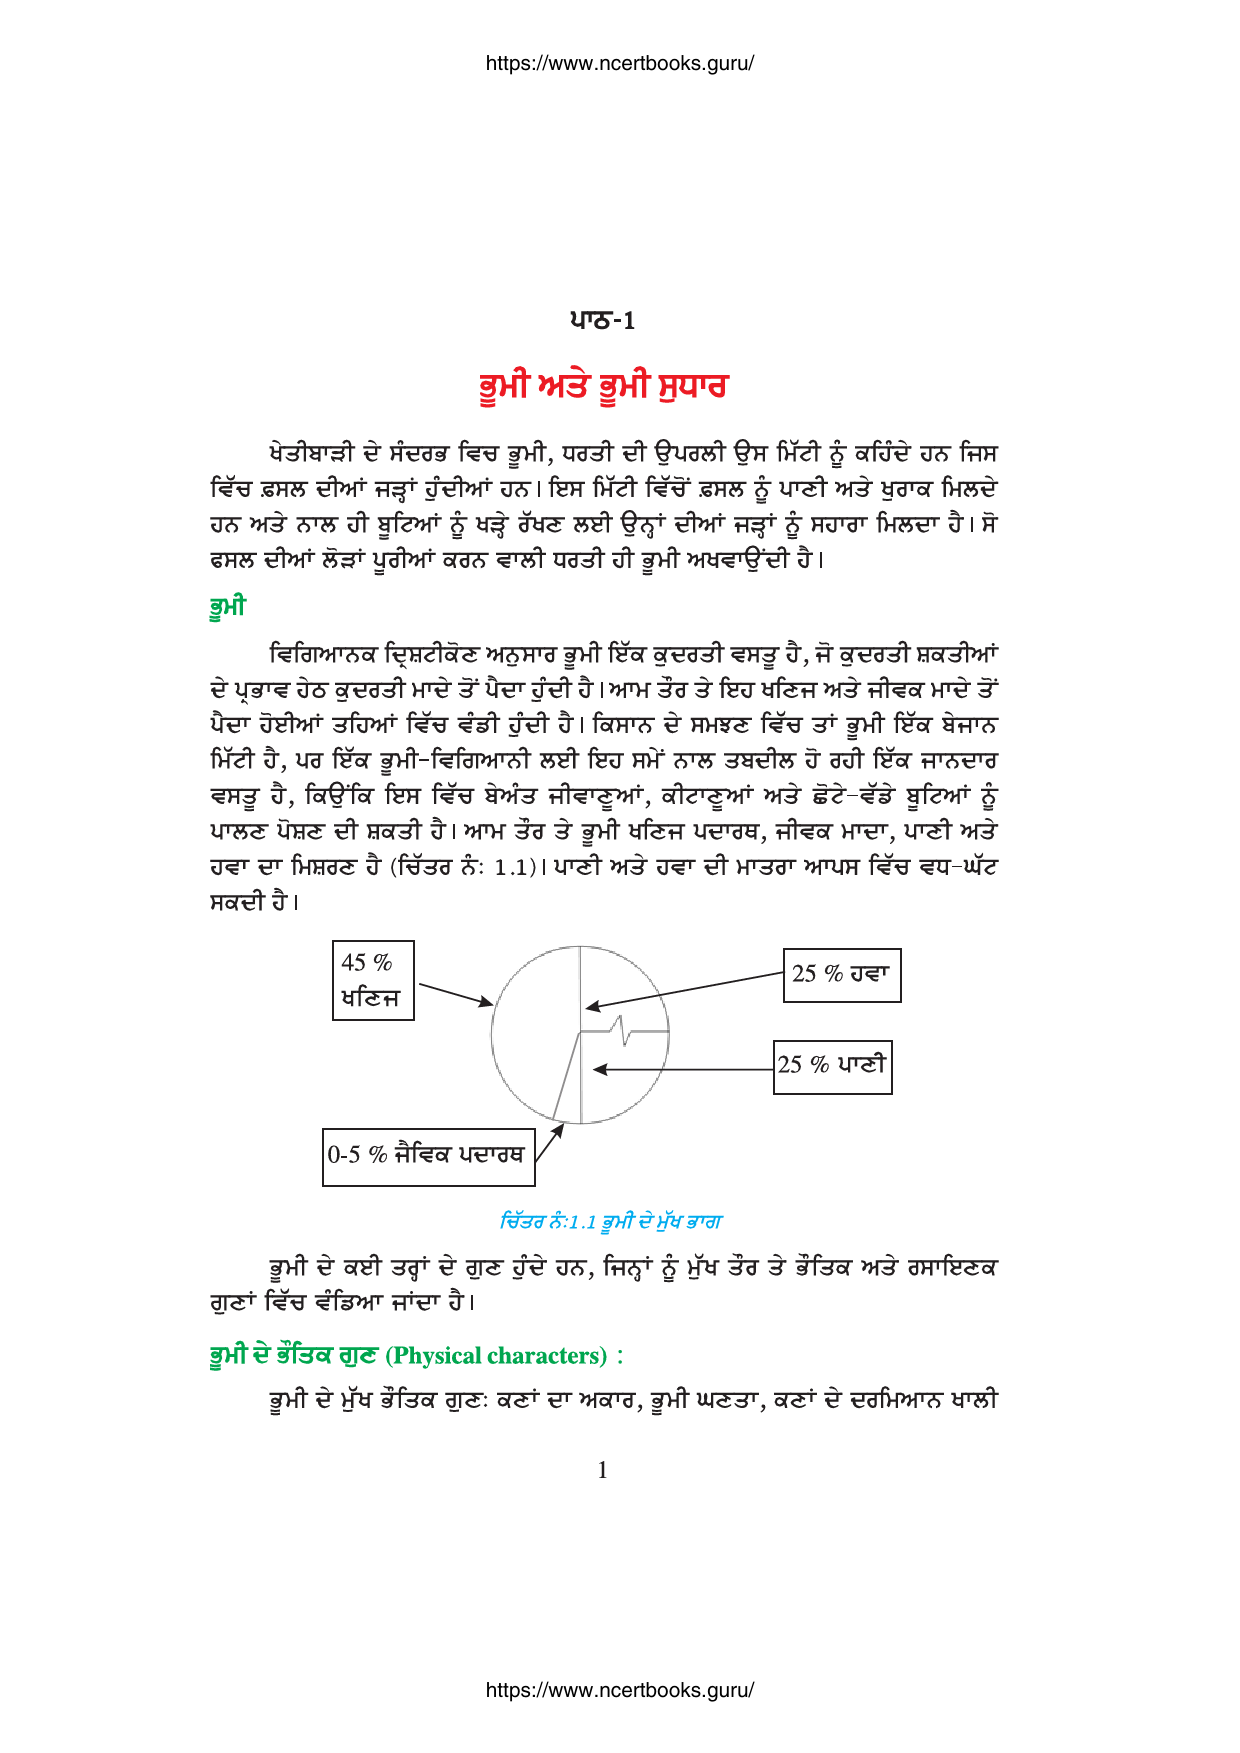 https://www.ncertbooks.guru/
ਪਾਠ-1
ਭੂਮੀ ਅਤੇ ਭੂਮੀ ਸੁਧਾਰ
ਖੇਤੀਬਾੜੀ ਦੇ ਸੰਦਰਭ ਵਿਚ ਭੂਮੀ, ਧਰਤੀ ਦੀ ਉਪਰਲੀ ਉਸ ਮਿੱਟੀ ਨੂੰ ਕਹਿੰਦੇ ਹਨ ਜਿਸ
ਵਿੱਚ ਫ਼ਸਲ ਦੀਆਂ ਜੜ੍ਹਾਂ ਹੁੰਦੀਆਂ ਹਨ। ਇਸ ਮਿੱਟੀ ਵਿੱਚੋਂ ਫ਼ਸਲ ਨੂੰ ਪਾਣੀ ਅਤੇ ਖੁਰਾਕ ਮਿਲਦੇ
ਹਨ ਅਤੇ ਨਾਲ ਹੀ ਬੂਟਿਆਂ ਨੂੰ ਖੜ੍ਹੇ ਰੱਖਣ ਲਈ ਉਨ੍ਹਾਂ ਦੀਆਂ ਜੜ੍ਹਾਂ ਨੂੰ ਸਹਾਰਾ ਮਿਲਦਾ ਹੈ। ਸੋ
ਫਸਲ ਦੀਆਂ ਲੋੜਾਂ ਪੂਰੀਆਂ ਕਰਨ ਵਾਲੀ ਧਰਤੀ ਹੀ ਭੂਮੀ ਅਖਵਾਉਂਦੀ ਹੈ।
ਭੂਮੀ
ਵਿਗਿਆਨਕ ਦ੍ਰਿਸ਼ਟੀਕੋਣ ਅਨੁਸਾਰ ਭੂਮੀ ਇੱਕ ਕੁਦਰਤੀ ਵਸਤੂ ਹੈ, ਜੋ ਕੁਦਰਤੀ ਸ਼ਕਤੀਆਂ
ਦੇ ਪ੍ਰਭਾਵ ਹੇਠ ਕੁਦਰਤੀ ਮਾਦੇ ਤੋਂ ਪੈਦਾ ਹੁੰਦੀ ਹੈ।ਆਮ ਤੌਰ ਤੇ ਇਹ ਖਣਿਜ ਅਤੇ ਜੀਵਕ ਮਾਦੇ ਤੋਂ
ਪੈਦਾ ਹੋਈਆਂ ਤਹਿਆਂ ਵਿੱਚ ਵੰਡੀ ਹੁੰਦੀ ਹੈ। ਕਿਸਾਨ ਦੇ ਸਮਝਣ ਵਿੱਚ ਤਾਂ ਭੂਮੀ ਇੱਕ ਬੇਜਾਨ
ਮਿੱਟੀ ਹੈ, ਪਰ ਇੱਕ ਭੂਮੀ-ਵਿਗਿਆਨੀ ਲਈ ਇਹ ਸਮੇਂ ਨਾਲ ਤਬਦੀਲ ਹੋ ਰਹੀ ਇੱਕ ਜਾਨਦਾਰ
ਵਸਤੂ ਹੈ, ਕਿਉਂਕਿ ਇਸ ਵਿੱਚ ਬੇਅੰਤ ਜੀਵਾਣੂਆਂ, ਕੀਟਾਣੂਆਂ ਅਤੇ ਛੋਟੇ-ਵੱਡੇ ਬੂਟਿਆਂ ਨੂੰ
ਪਾਲਣ ਪੋਸ਼ਣ ਦੀ ਸ਼ਕਤੀ ਹੈ। ਆਮ ਤੌਰ ਤੇ ਭੂਮੀ ਖਣਿਜ ਪਦਾਰਥ, ਜੀਵਕ ਮਾਦਾ, ਪਾਣੀ ਅਤੇ
ਹਵਾ ਦਾ ਮਿਸ਼ਰਣ ਹੈ (ਚਿੱਤਰ ਨੰ: 1.1)। ਪਾਣੀ ਅਤੇ ਹਵਾ ਦੀ ਮਾਤਰਾ ਆਪਸ ਵਿੱਚ ਵਧ-ਘੱਟ
ਸਕਦੀ ਹੈ।
45 %
ਖਣਿਜ
25 % ਹਵਾ
25 % ਪਾਣੀ
0-5 % ਜੈਵਿਕ ਪਦਾਰਥ
ਚਿੱਤਰ ਨੰ:1.1 ਭੂਮੀ ਦੇ ਮੁੱਖ ਭਾਗ
ਭੂਮੀ ਦੇ ਕਈ ਤਰ੍ਹਾਂ ਦੇ ਗੁਣ ਹੁੰਦੇ ਹਨ, ਜਿਨ੍ਹਾਂ ਨੂੰ ਮੁੱਖ ਤੌਰ ਤੇ ਭੌਤਿਕ ਅਤੇ ਰਸਾਇਣਕ
ਗੁਣਾਂ ਵਿੱਚ ਵੰਡਿਆ ਜਾਂਦਾ ਹੈ।
ਭੂਮੀ ਦੇ ਭੌਤਿਕ ਗੁਣ (Physical characters) :
ਭੂਮੀ ਦੇ ਮੁੱਖ ਭੌਤਿਕ ਗੁਣ: ਕਣਾਂ ਦਾ ਅਕਾਰ, ਭੂਮੀ ਘਣਤਾ, ਕਣਾਂ ਦੇ ਦਰਮਿਆਨ ਖਾਲੀ
1
https://www.ncertbooks.guru/